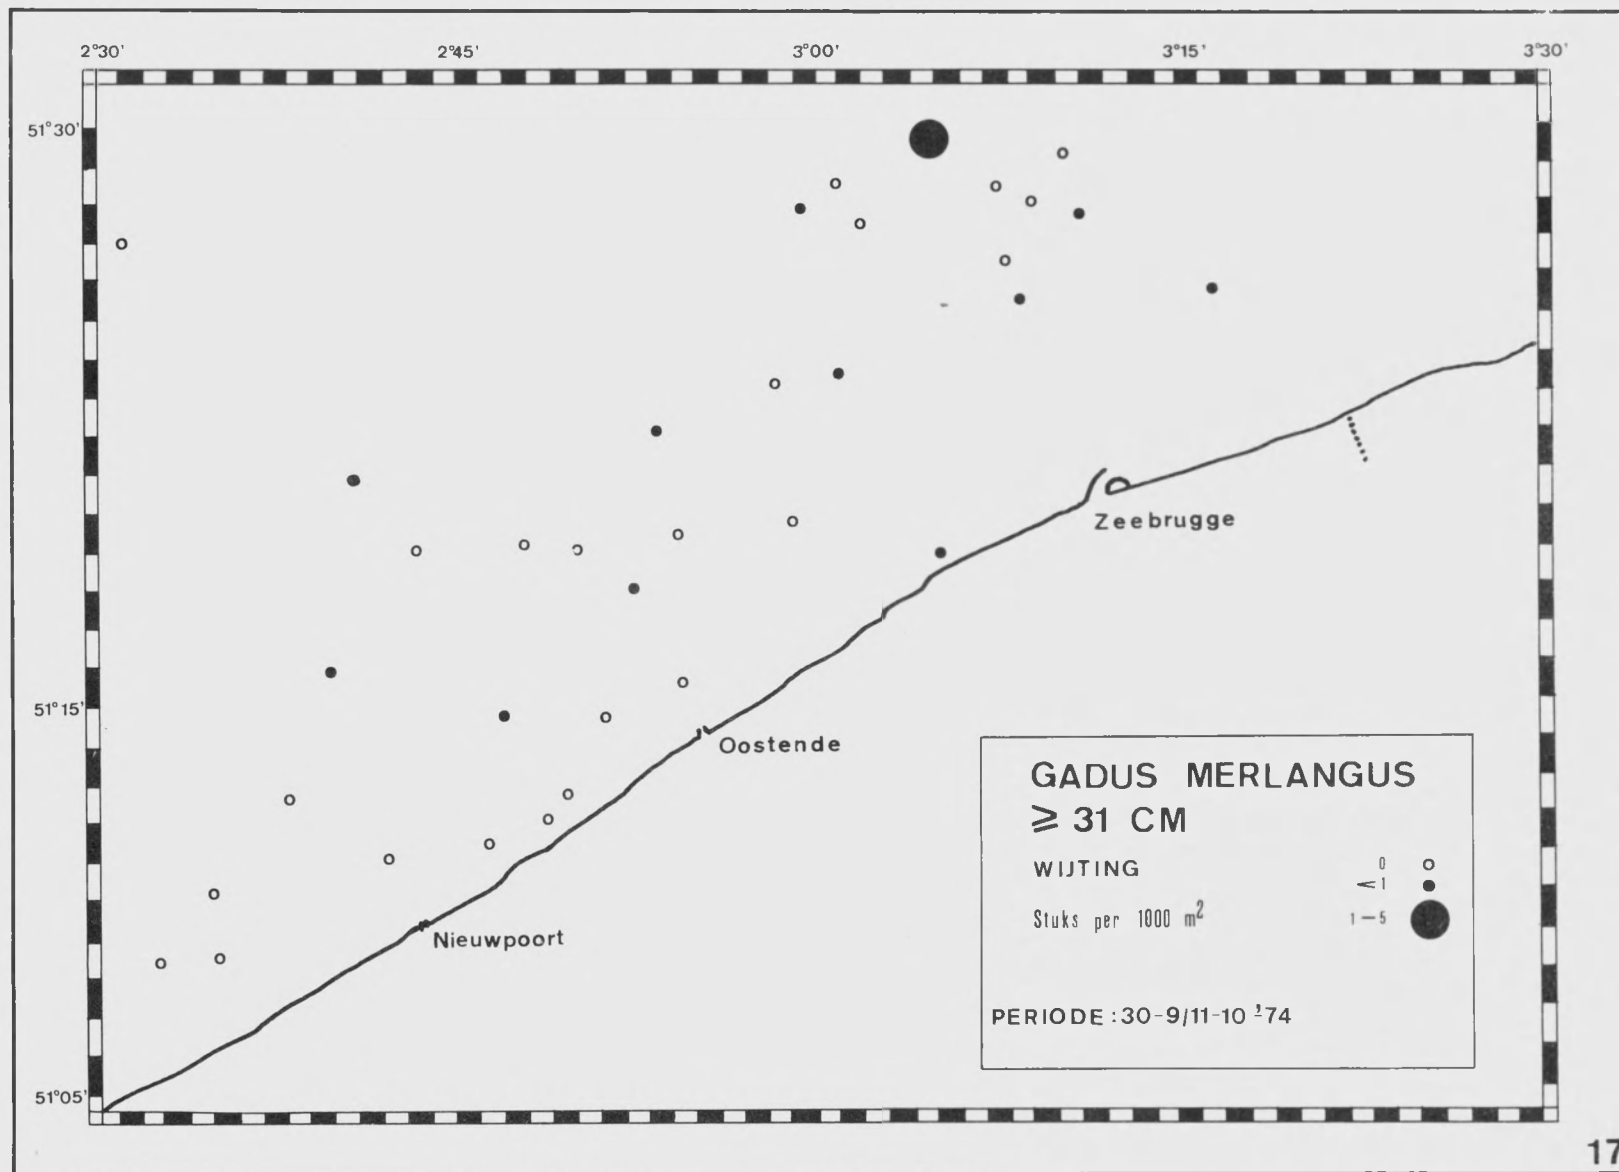 2°30' 2°45' 3°00' 3°15' 3°30'
51°30'
Zeebrugge
51°15'
Oostende
GADUS MERLANGUS
≥ 31 CM
WIJTING 0
< 1
Stuks per 1000 m² 1-5
Nieuwpoort
PERIODE : 30-9/11-10 '74
51°05'
17